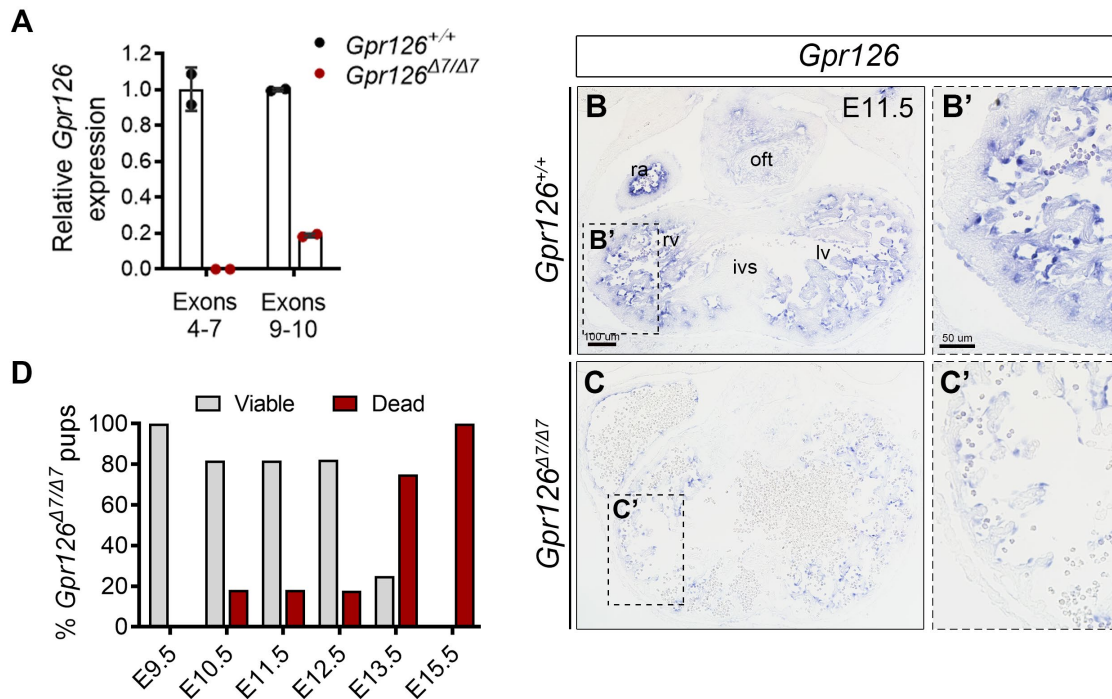 A
Relative Gpr126 expression
1.2
1.0
0.8
0.6
0.4
0.2
0.0
Gpr126+/+
Gpr126Δ7/Δ7
Exons 4-7
Exons 9-10
Gpr126
Gpr126+/+
B
E11.5
ra
oft
B’
rv
ivs
lv
100 um
B’
50 um
Gpr126Δ7/Δ7
C
C’
C’
D
Viable
Dead
% Gpr126Δ7/Δ7 pups
100
80
60
40
20
0
E9.5
E10.5
E11.5
E12.5
E13.5
E15.5